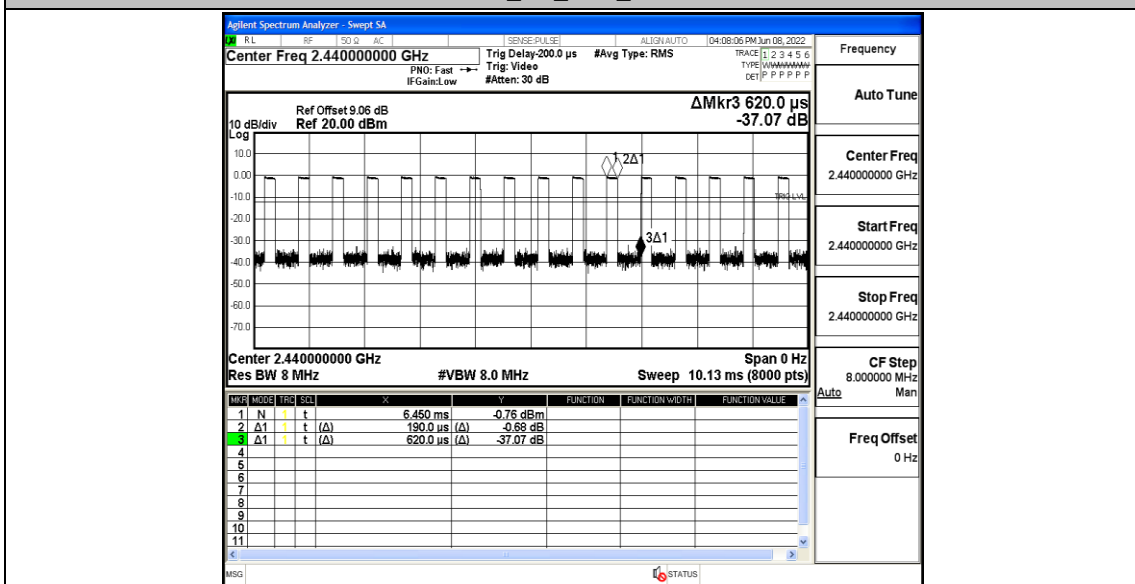 Agilent Spectrum Analyzer - Swept SA
RL RF 50 Ω AC SENSE:PULSE ALIGN AUTO 04:08:06 PM Jun 08, 2022
Center Freq 2.440000000 GHz
PNO: Fast
IFGain:Low
Trig Delay-200.0 µs
Trig: Video
#Atten: 30 dB
#Avg Type: RMS
TRACE 1 2 3 4 5 6
TYPE
DET P P P P P P
Frequency
Auto Tune
Center Freq
2.440000000 GHz
Start Freq
2.440000000 GHz
Stop Freq
2.440000000 GHz
CF Step
8.000000 MHz
Auto Man
Freq Offset
0 Hz
ΔMkr3 620.0 µs
-37.07 dB
Ref Offset 9.06 dB
10 dB/div Ref 20.00 dBm
Log
10.0
0.00
-10.0
-20.0
-30.0
-40.0
-50.0
-60.0
-70.0
1 2Δ1
TRIG LVL
3Δ1
Center 2.440000000 GHz Span 0 Hz
Res BW 8 MHz #VBW 8.0 MHz Sweep 10.13 ms (8000 pts)
MKR MODE TRC SCL X Y FUNCTION FUNCTION WIDTH FUNCTION VALUE
1 N 1 t 6.450 ms -0.76 dBm
2 Δ1 1 t (Δ) 190.0 µs (Δ) -0.68 dB
3 Δ1 1 t (Δ) 620.0 µs (Δ) -37.07 dB
4
5
6
7
8
9
10
11
MSG STATUS